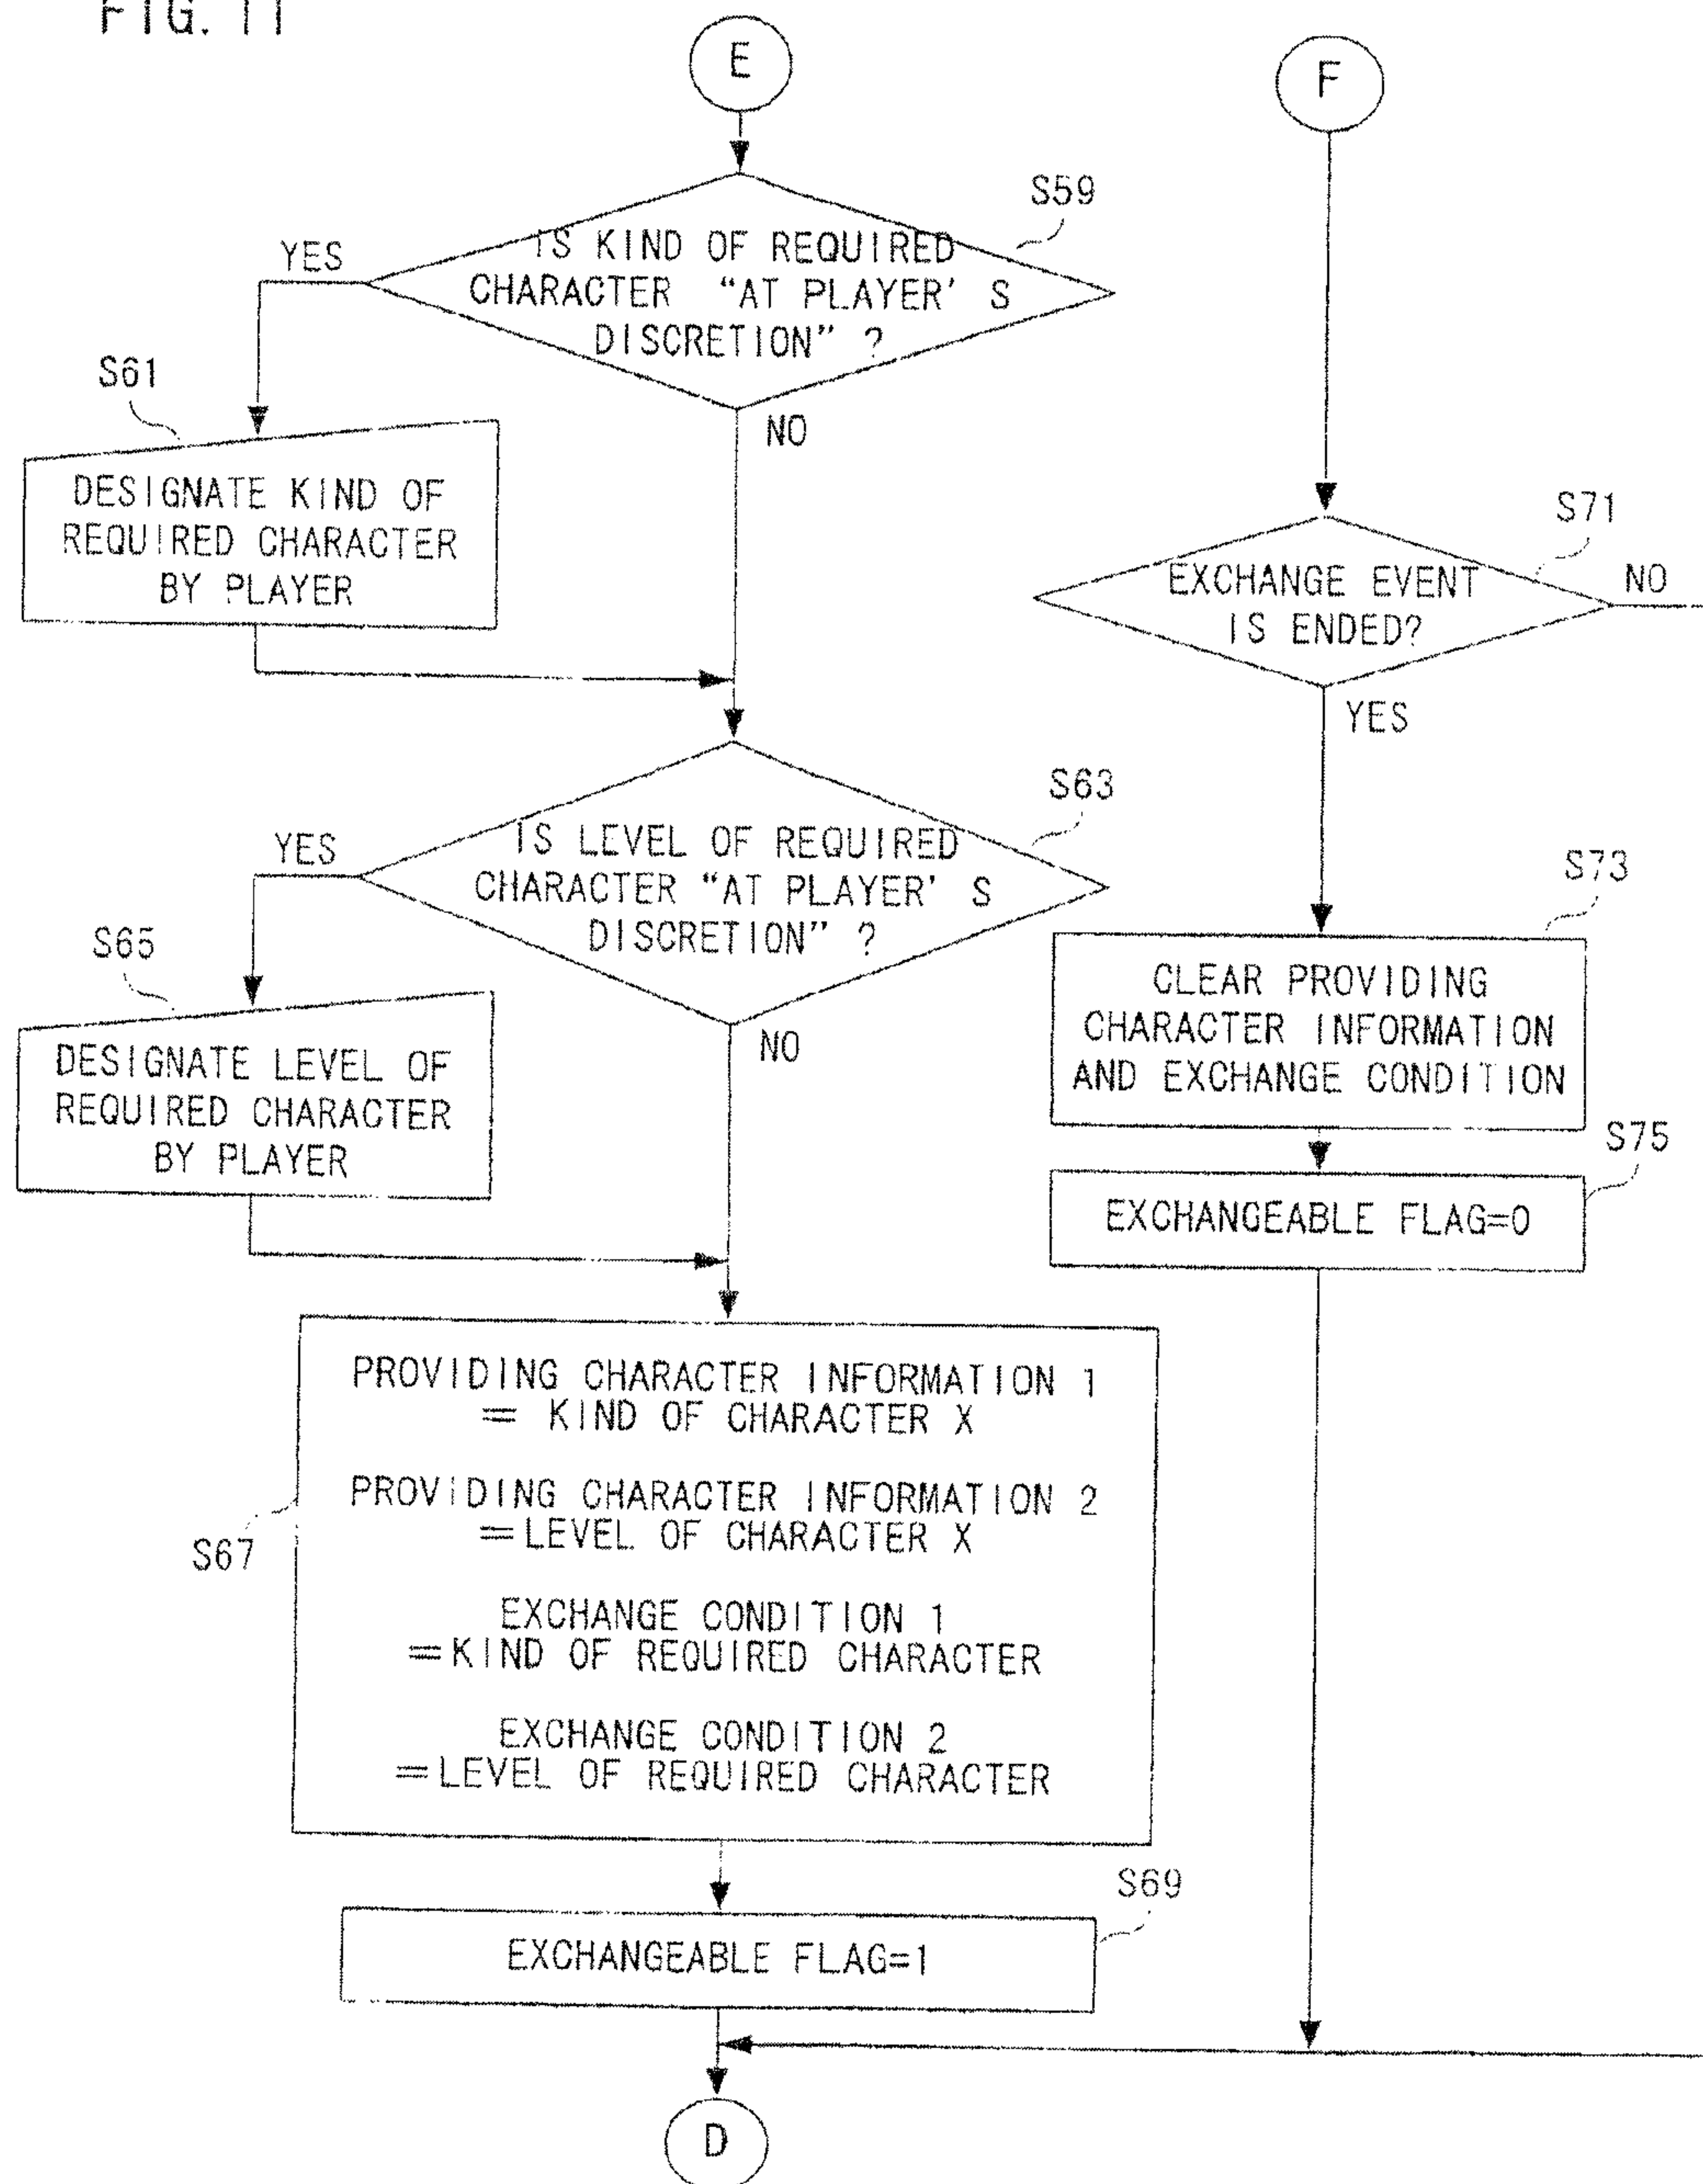 FIG. 11
E
S59
YES
IS KIND OF REQUIRED
CHARACTER "AT PLAYER' S
DISCRETION" ?
NO
S61
DESIGNATE KIND OF
REQUIRED CHARACTER
BY PLAYER
S63
YES
IS LEVEL OF REQUIRED
CHARACTER "AT PLAYER' S
DISCRETION" ?
NO
S65
DESIGNATE LEVEL OF
REQUIRED CHARACTER
BY PLAYER
S67
PROVIDING CHARACTER INFORMATION 1
= KIND OF CHARACTER X
PROVIDING CHARACTER INFORMATION 2
=LEVEL OF CHARACTER X
EXCHANGE CONDITION 1
=KIND OF REQUIRED CHARACTER
EXCHANGE CONDITION 2
=LEVEL OF REQUIRED CHARACTER
S69
EXCHANGEABLE FLAG=1
D
F
S71
EXCHANGE EVENT
IS ENDED?
NO
YES
S73
CLEAR PROVIDING
CHARACTER INFORMATION
AND EXCHANGE CONDITION
S75
EXCHANGEABLE FLAG=0